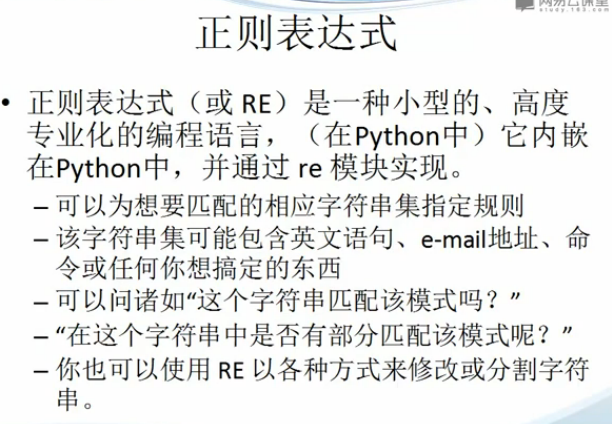 网易云课堂
study.163.com
正则表达式
• 正则表达式（或 RE）是一种小型的、高度
专业化的编程语言，（在Python中）它内嵌
在Python中，并通过 re 模块实现。
– 可以为想要匹配的相应字符串集指定规则
– 该字符串集可能包含英文语句、e-mail地址、命
令或任何你想搞定的东西
– 可以问诸如“这个字符串匹配该模式吗？”
– “在这个字符串中是否有部分匹配该模式呢？”
– 你也可以使用 RE 以各种方式来修改或分割字符
串。